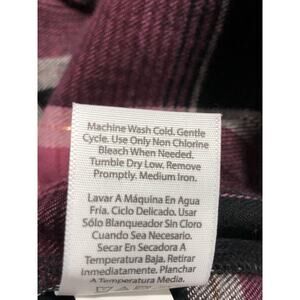 Machine Wash Cold. Gentle
Cycle. Use Only Non Chlorine
Bleach When Needed.
Tumble Dry Low. Remove
Promptly. Medium Iron.
Lavar A Máquina En Agua
Fría. Ciclo Delicado. Usar
Sólo Blanqueador Sin Cloro
Cuando Sea Necesario.
Secar En Secadora A
Temperatura Baja. Retirar
Inmediatamente. Planchar
A Temperatura Media.